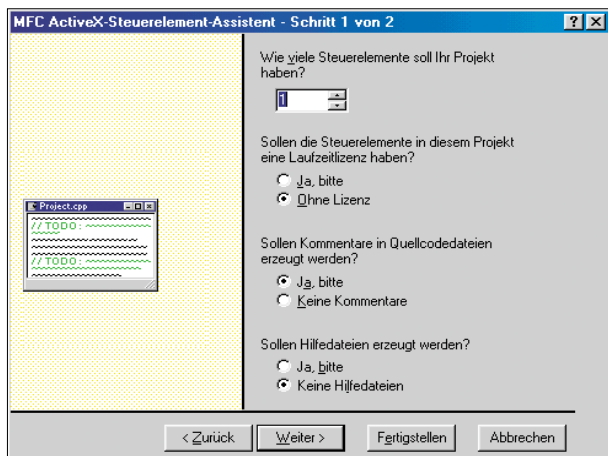 MFC ActiveX-Steuerelement-Assistent - Schritt 1 von 2
Wie viele Steuerelemente soll Ihr Projekt
haben?
1
Sollen die Steuerelemente in diesem Projekt
eine Laufzeitlizenz haben?
Ja, bitte
Ohne Lizenz
Project.cpp
//TODO:
//TODO:
Sollen Kommentare in Quellcodedateien
erzeugt werden?
Ja, bitte
Keine Kommentare
Sollen Hilfedateien erzeugt werden?
Ja, bitte
Keine Hilfedateien
< Zurück Weiter > Fertigstellen Abbrechen